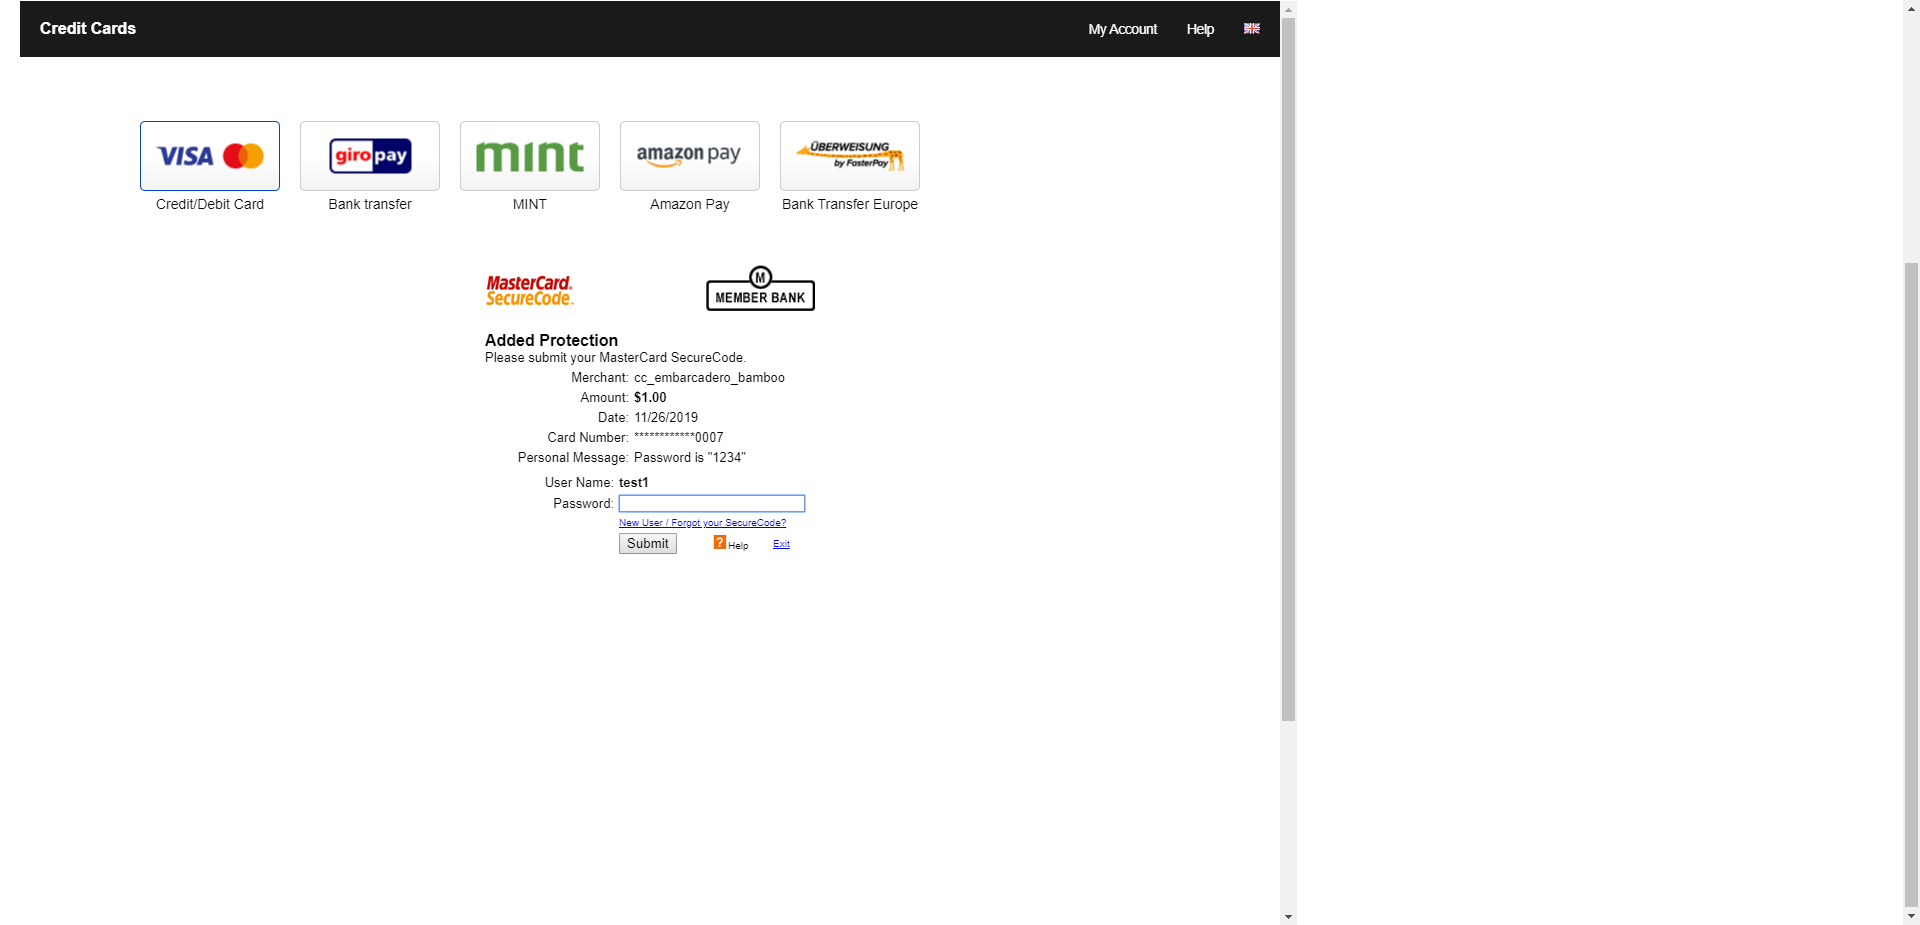 Credit Cards
My Account Help
VISA
giropay
mint
amazon pay
ÜBERWEISUNG
by FasterPay
Credit/Debit Card
Bank transfer
MINT
Amazon Pay
Bank Transfer Europe
MasterCard.
SecureCode™
M
MEMBER BANK
Added Protection
Please submit your MasterCard SecureCode.
Merchant: cc_embarcadero_bamboo
Amount: $1.00
Date: 11/26/2019
Card Number: ************0007
Personal Message: Password is "1234"
User Name: test1
Password:
New User / Forgot your SecureCode?
Submit ? Help Exit